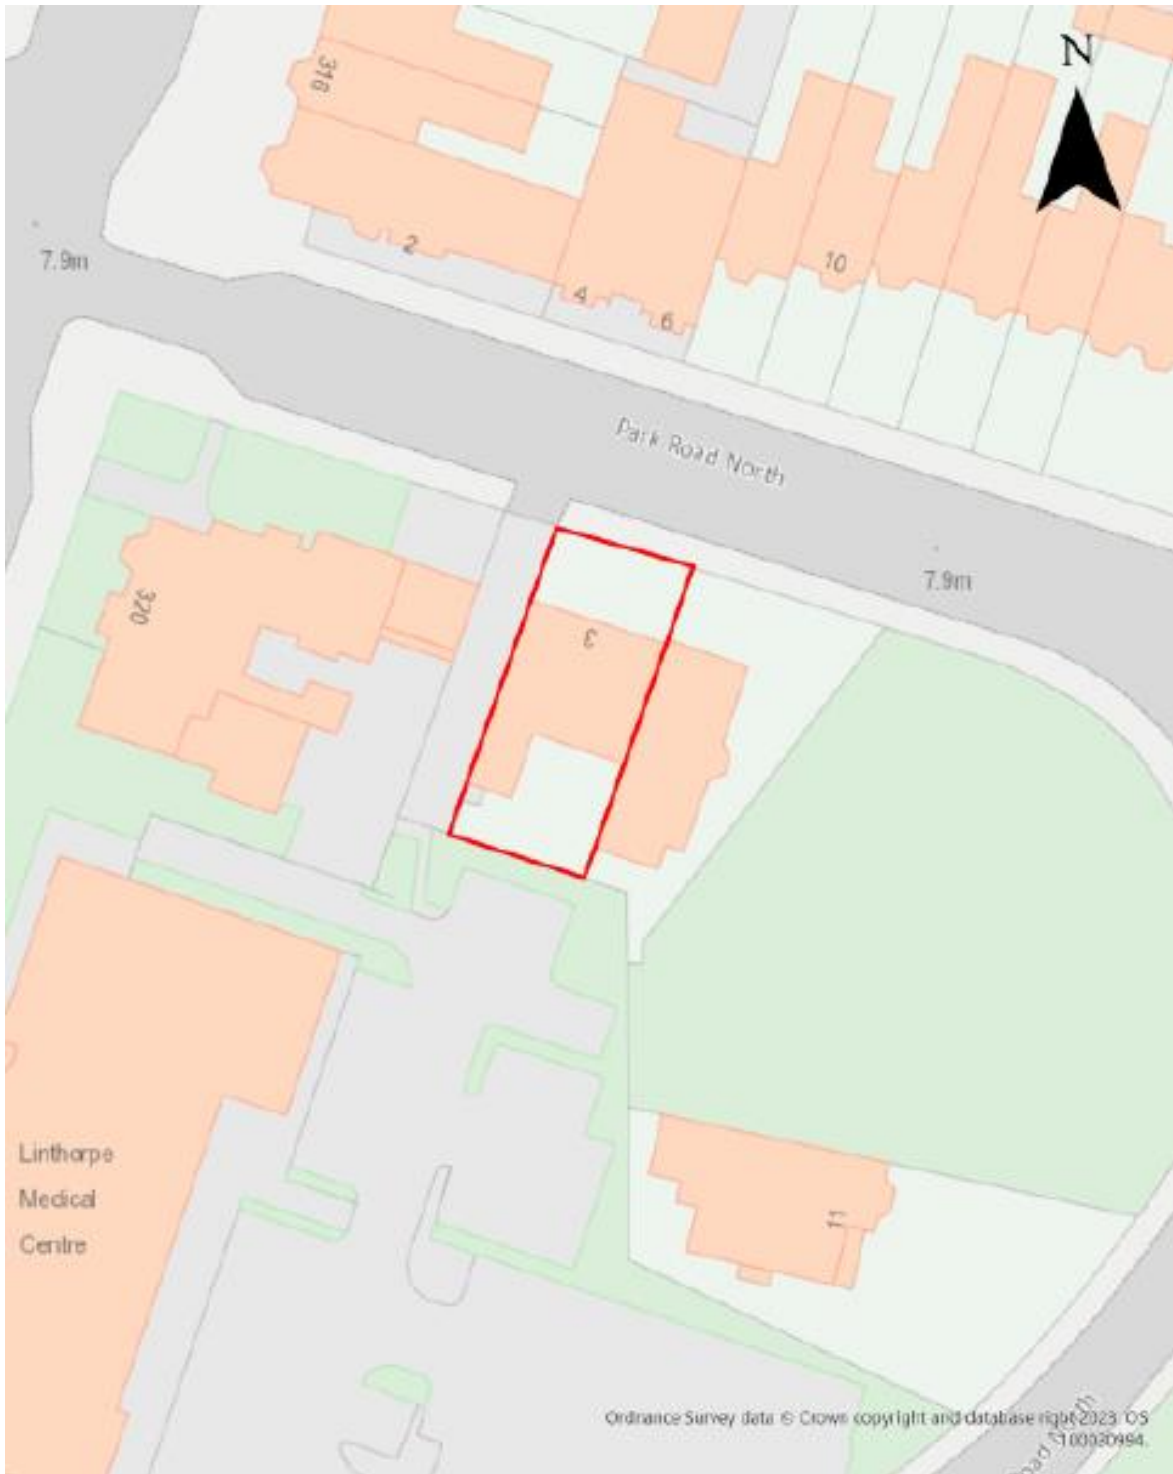 N
316
2
7.9m
10
4
6
Park Road North
7.9m
3
320
Linthorpe
Medical
Centre
11
Ordnance Survey data © Crown copyright and database right 2023. OS
100030994.